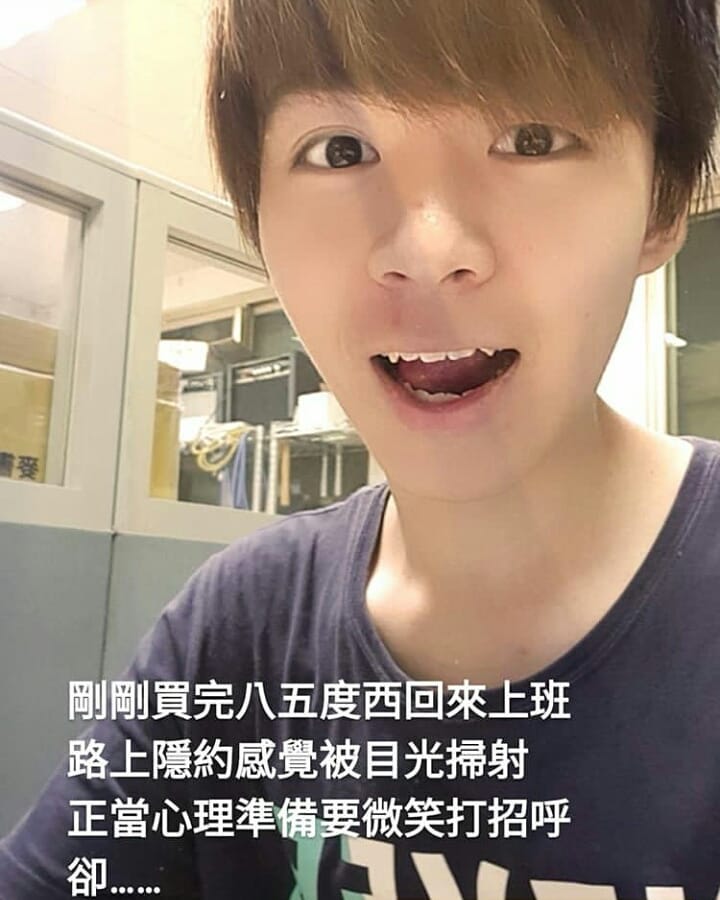 剛剛買完八五度西回來上班
路上隱約感覺被目光掃射
正當心理準備要微笑打招呼
卻……